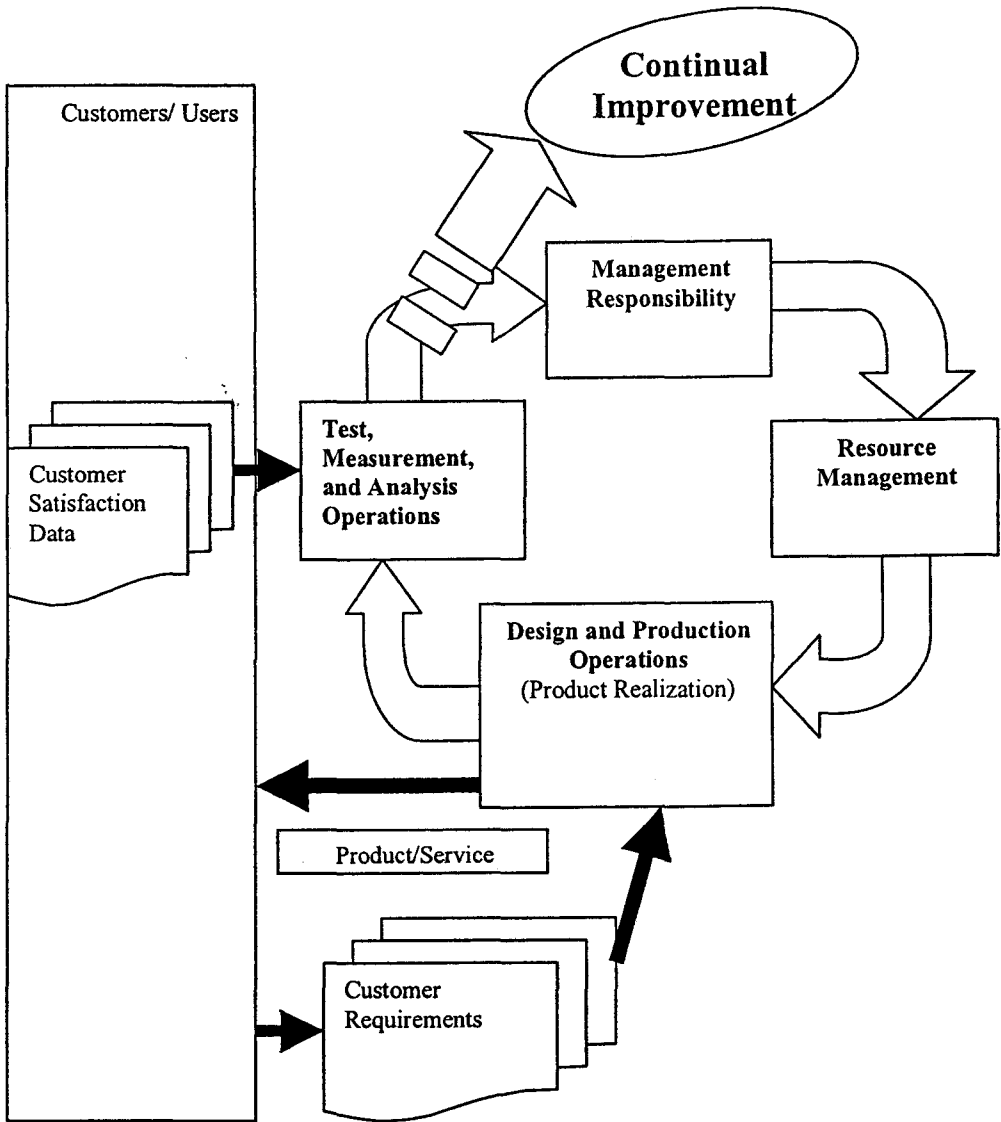 Continual
Improvement
Customers/ Users
Management
Responsibility
Test,
Measurement,
and Analysis
Operations
Resource
Management
Customer
Satisfaction
Data
Design and Production
Operations
(Product Realization)
Product/Service
Customer
Requirements